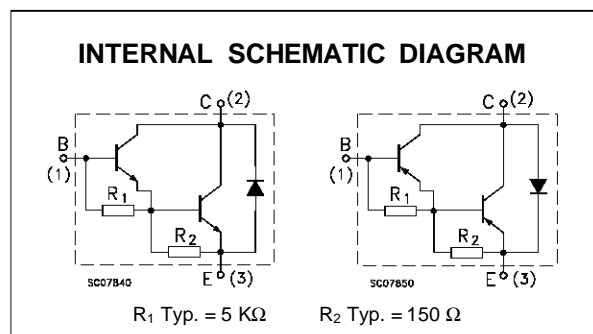 INTERNAL SCHEMATIC DIAGRAM
C (2)
B
(1)
R1
R2
E (3)
SC07840
C (2)
B
(1)
R1
R2
E (3)
SC07850
R1 Typ. = 5 KΩ
R2 Typ. = 150 Ω